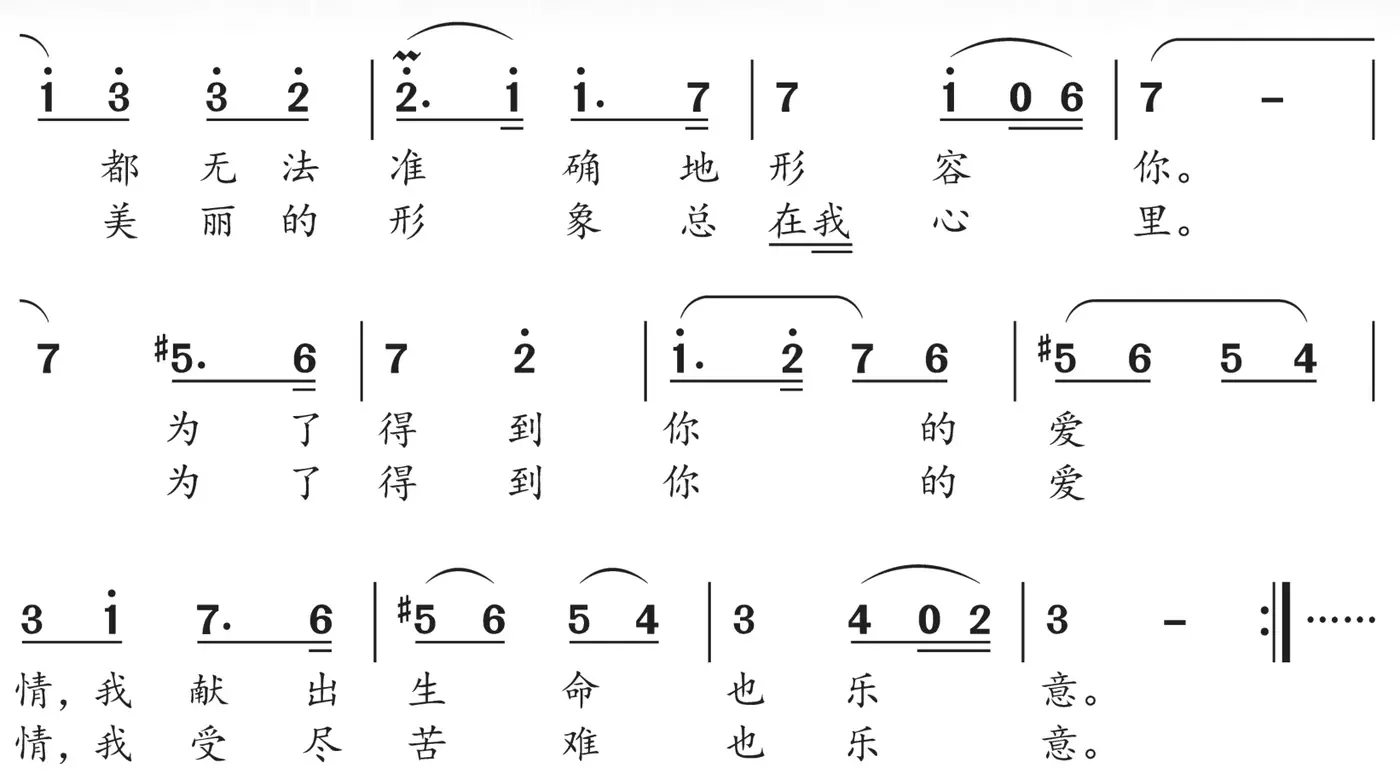 1 3 3 2 | 2. 1 1. 7 | 7 1 0 6 | 7 – |
都 无 法 准 确 地 形 容 你。
美 丽 的 形 象 总 在我 心 里。
7 #5. 6 | 7 2 | 1. 2 7 6 | #5 6 5 4 |
为 了 得 到 你 的 爱
为 了 得 到 你 的 爱
3 1 7. 6 | #5 6 5 4 | 3 4 0 2 | 3 – :‖ ……
情，我 献 出 生 命 也 乐 意。
情，我 受 尽 苦 难 也 乐 意。